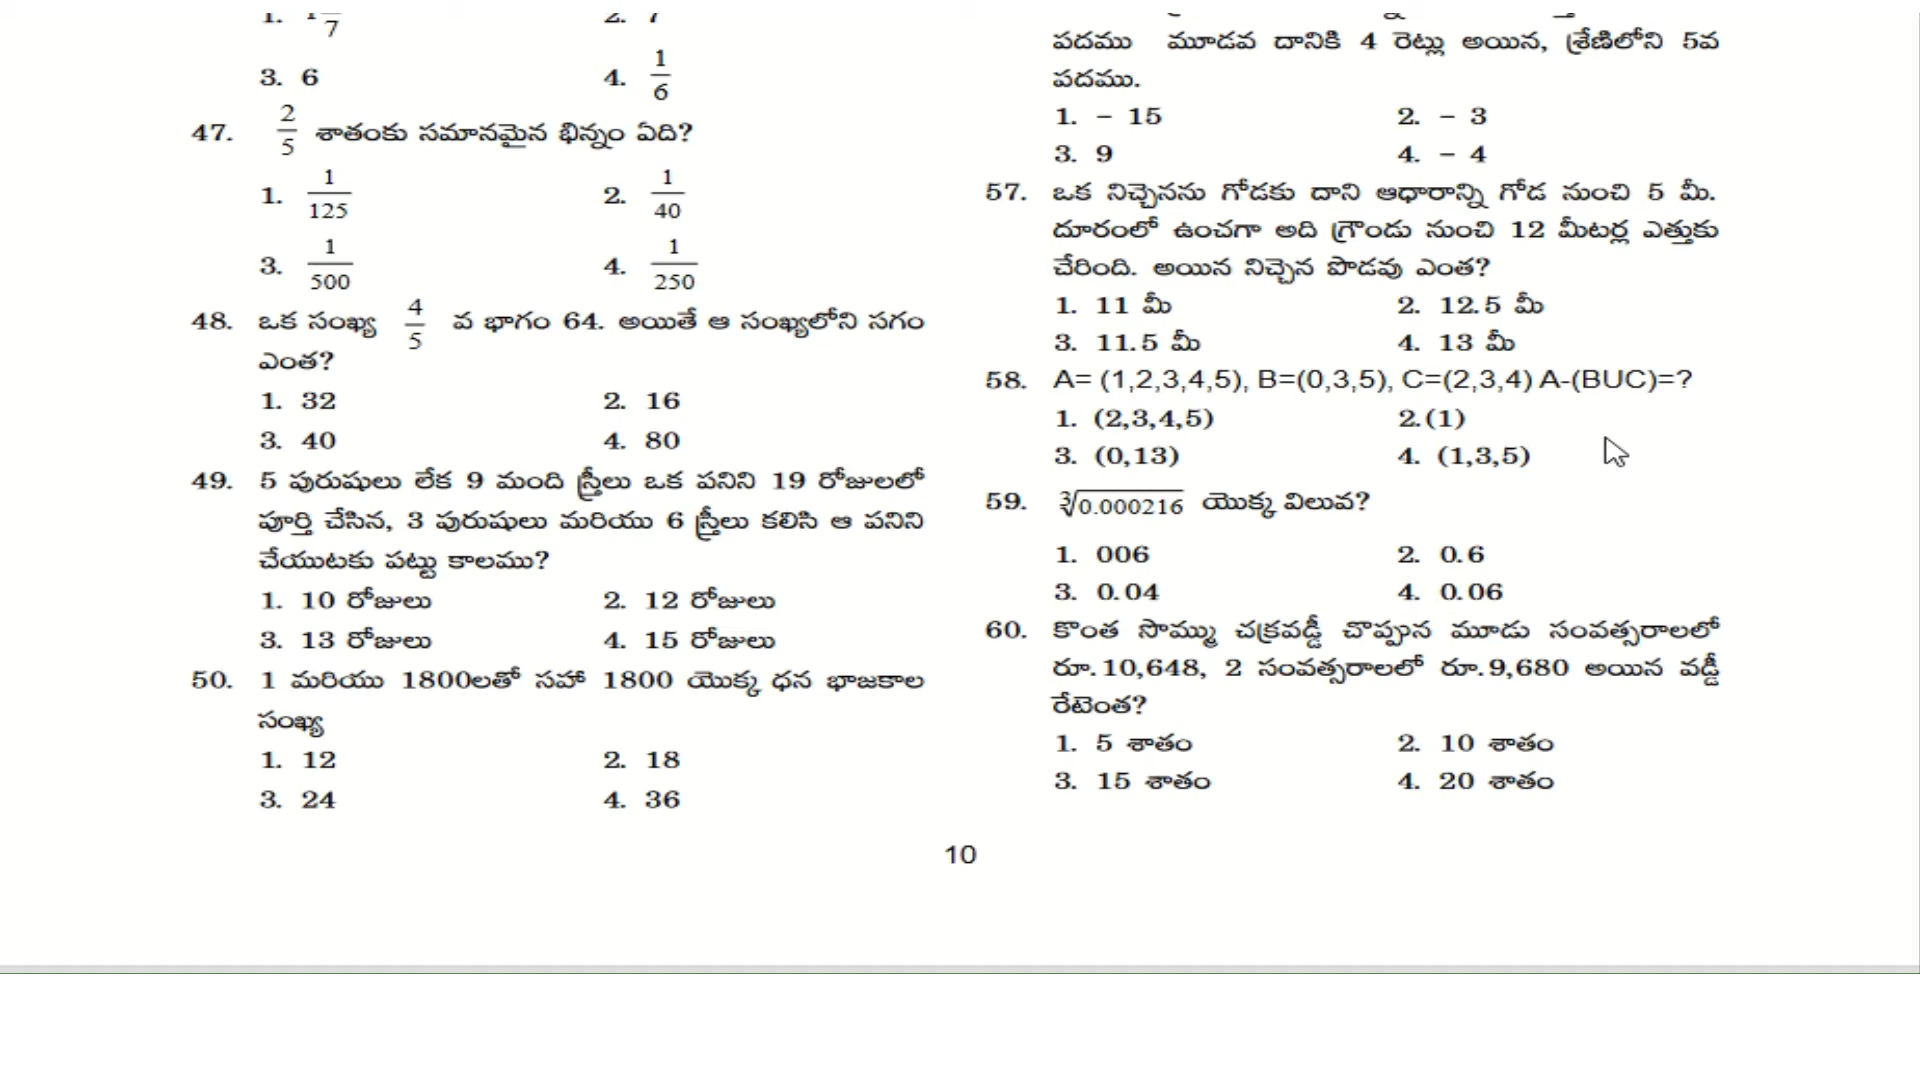 3. 6 4. 1/6
47. 2/5 శాతంకు సమానమైన భిన్నం ఏది?
1. 1/125 2. 1/40
3. 1/500 4. 1/250
48. ఒక సంఖ్య 4/5 వ భాగం 64. అయితే ఆ సంఖ్యలోని సగం
ఎంత?
1. 32 2. 16
3. 40 4. 80
49. 5 పురుషులు లేక 9 మంది స్త్రీలు ఒక పనిని 19 రోజులలో
పూర్తి చేసిన, 3 పురుషులు మరియు 6 స్త్రీలు కలిసి ఆ పనిని
చేయుటకు పట్టు కాలము?
1. 10 రోజులు 2. 12 రోజులు
3. 13 రోజులు 4. 15 రోజులు
50. 1 మరియు 1800లతో సహా 1800 యొక్క ధన భాజకాల
సంఖ్య
1. 12 2. 18
3. 24 4. 36
పదము మూడవ దానికి 4 రెట్లు అయిన, శ్రేణిలోని 5వ
పదము.
1. – 15 2. – 3
3. 9 4. – 4
57. ఒక నిచ్చెనను గోడకు దాని ఆధారాన్ని గోడ నుంచి 5 మీ.
దూరంలో ఉంచగా అది గ్రౌండు నుంచి 12 మీటర్ల ఎత్తుకు
చేరింది. అయిన నిచ్చెన పొడవు ఎంత?
1. 11 మీ 2. 12.5 మీ
3. 11.5 మీ 4. 13 మీ
58. A= (1,2,3,4,5), B=(0,3,5), C=(2,3,4) A-(BUC)=?
1. (2,3,4,5) 2.(1)
3. (0,13) 4. (1,3,5)
59. ∛0.000216 యొక్క విలువ?
1. 006 2. 0.6
3. 0.04 4. 0.06
60. కొంత సొమ్ము చక్రవడ్డీ చొప్పున మూడు సంవత్సరాలలో
రూ.10,648, 2 సంవత్సరాలలో రూ.9,680 అయిన వడ్డీ
రేటెంత?
1. 5 శాతం 2. 10 శాతం
3. 15 శాతం 4. 20 శాతం
10